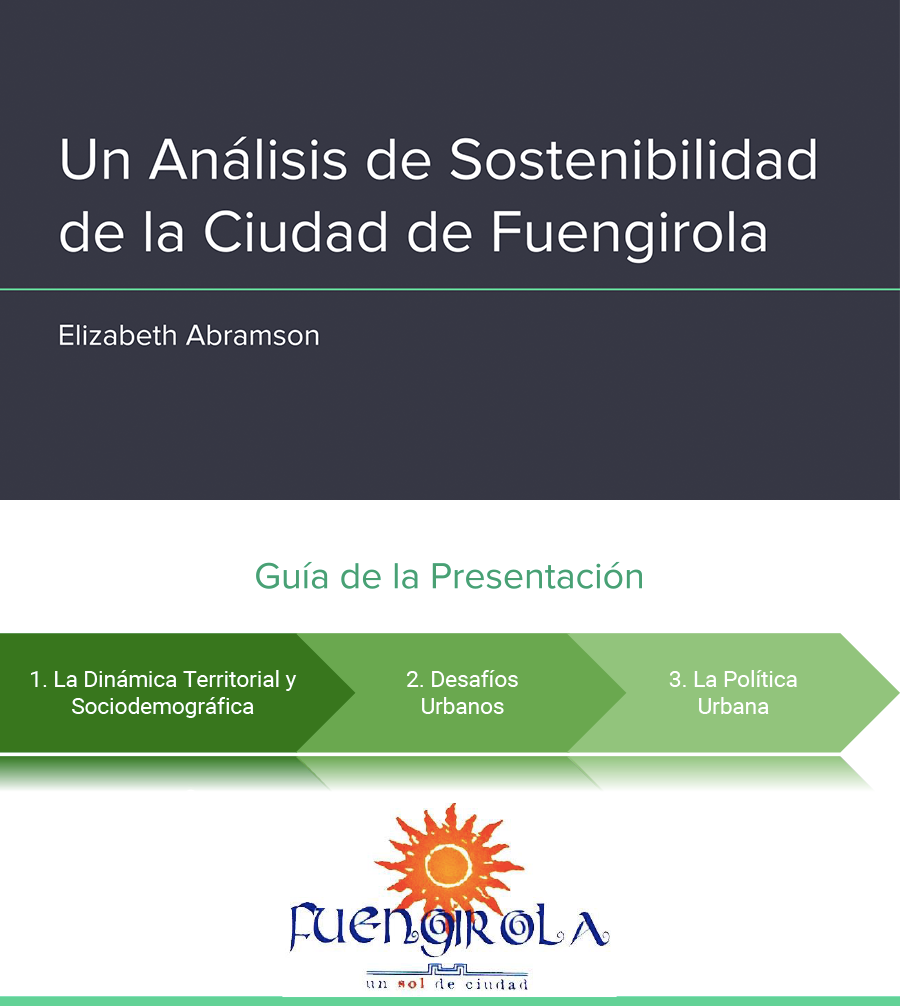 Un Análisis de Sostenibilidad
de la Ciudad de Fuengirola
Elizabeth Abramson
Guía de la Presentación
1. La Dinámica Territorial y
Sociodemográfica
2. Desafíos
Urbanos
3. La Política
Urbana
FUENGIROLA
un sol de ciudad